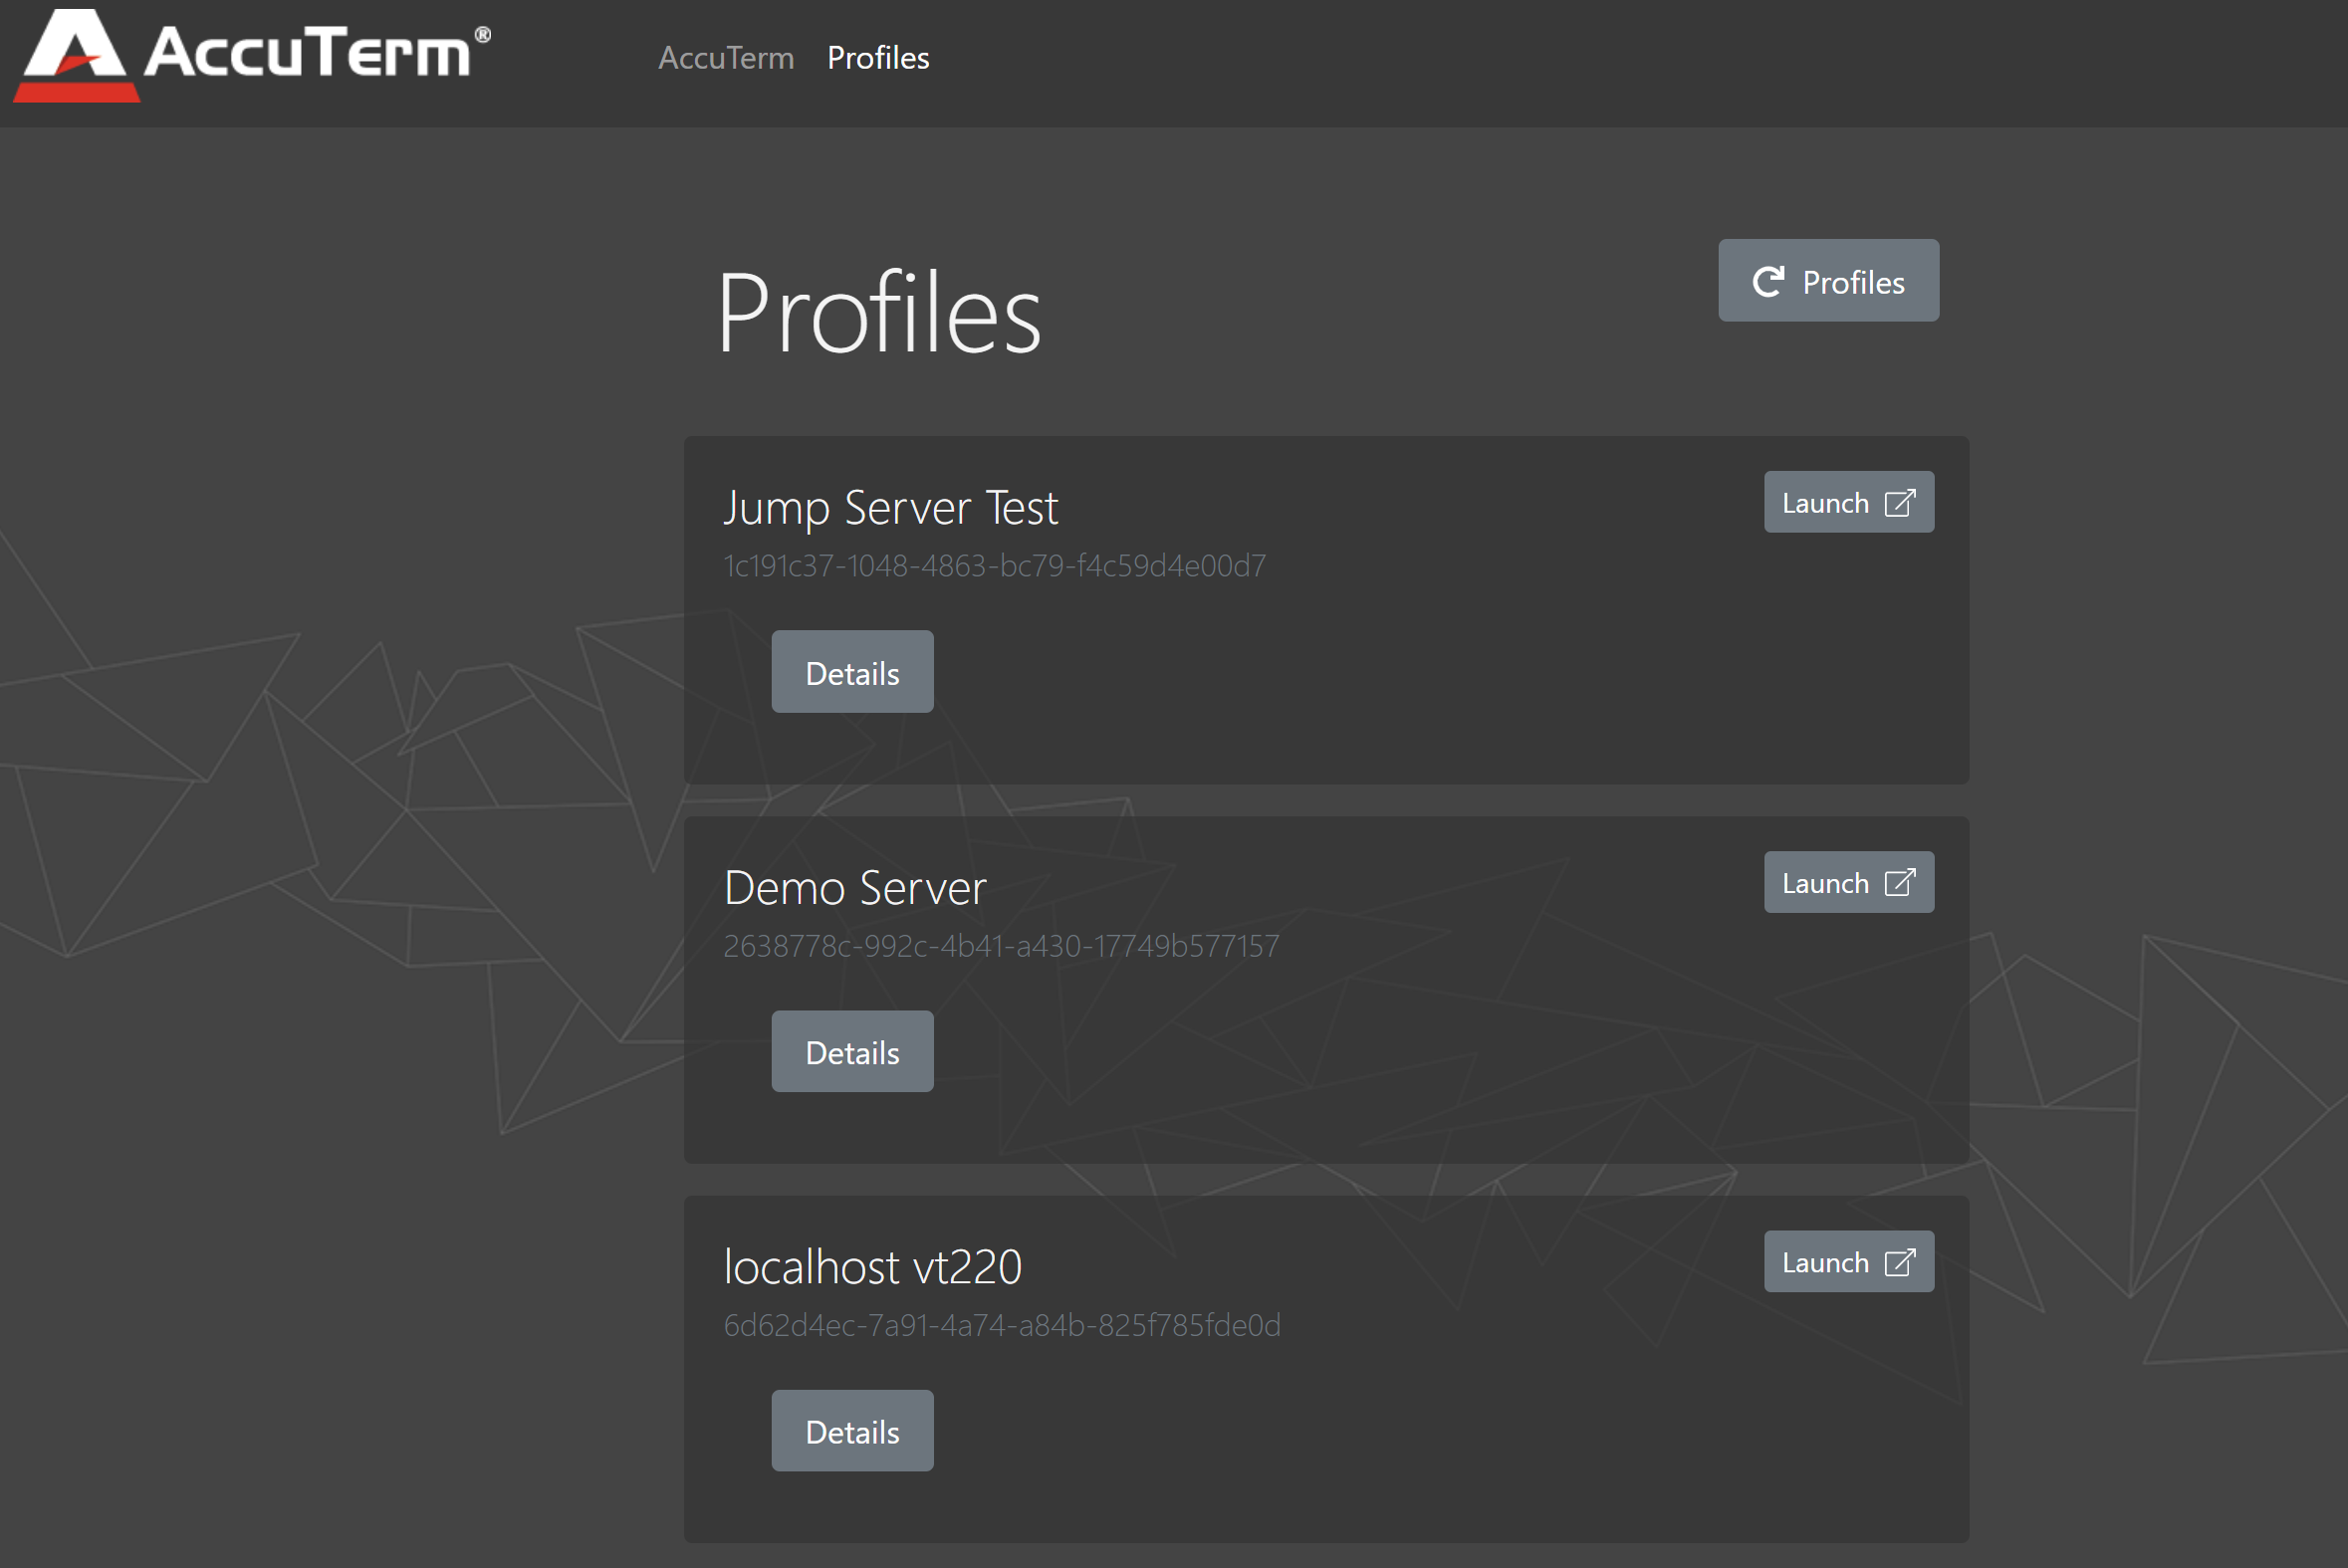 AccuTerm®
AccuTerm Profiles
Profiles
Profiles
Jump Server Test
Launch
1c191c37-1048-4863-bc79-f4c59d4e00d7
Details
Demo Server
Launch
2638778c-992c-4b41-a430-17749b577157
Details
localhost vt220
Launch
6d62d4ec-7a91-4a74-a84b-825f785fde0d
Details